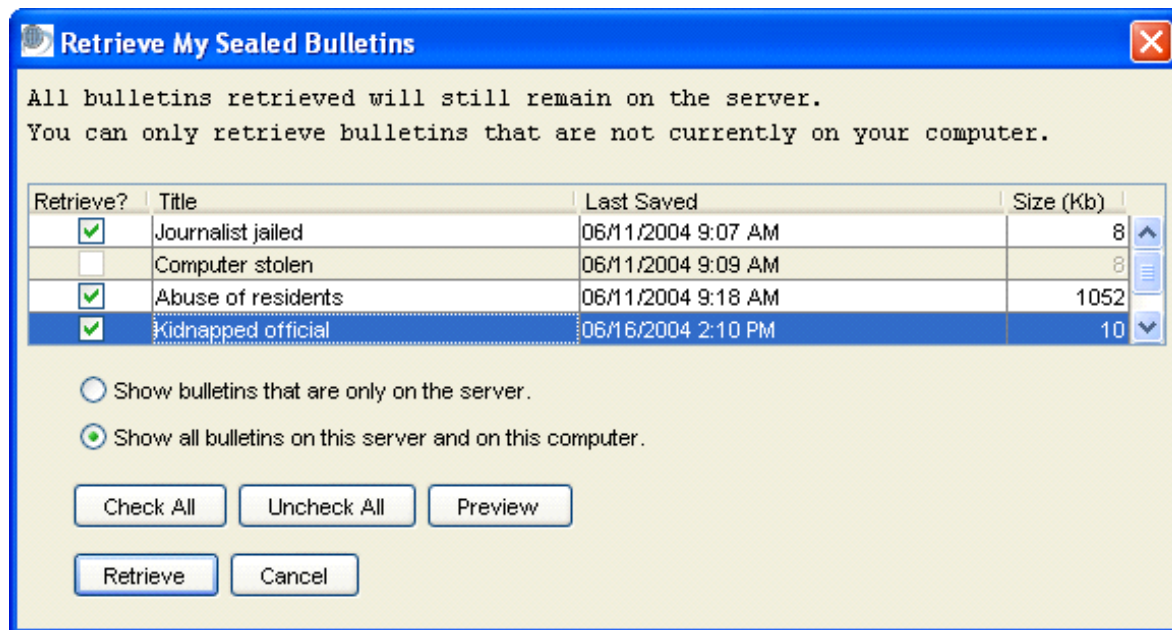 Retrieve My Sealed Bulletins
All bulletins retrieved will still remain on the server.
You can only retrieve bulletins that are not currently on your computer.
Retrieve? Title Last Saved Size (Kb)
Journalist jailed 06/11/2004 9:07 AM 8
Computer stolen 06/11/2004 9:09 AM 8
Abuse of residents 06/11/2004 9:18 AM 1052
Kidnapped official 06/16/2004 2:10 PM 10
Show bulletins that are only on the server.
Show all bulletins on this server and on this computer.
Check All Uncheck All Preview
Retrieve Cancel